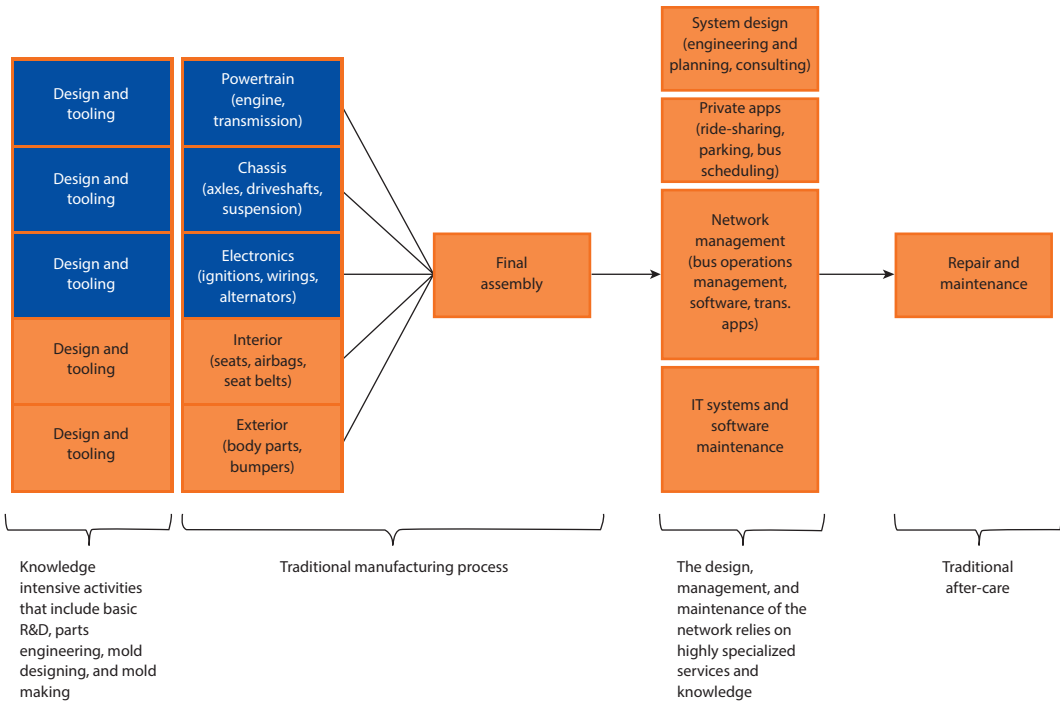 Design and
tooling
Design and
tooling
Design and
tooling
Design and
tooling
Design and
tooling
Powertrain
(engine,
transmission)
Chassis
(axles, driveshafts,
suspension)
Electronics
(ignitions, wirings,
alternators)
Interior
(seats, airbags,
seat belts)
Exterior
(body parts,
bumpers)
Final
assembly
System design
(engineering and
planning, consulting)
Private apps
(ride-sharing,
parking, bus
scheduling)
Network
management
(bus operations
management,
software, trans.
apps)
IT systems and
software
maintenance
Repair and
maintenance
Knowledge
intensive activities
that include basic
R&D, parts
engineering, mold
designing, and mold
making
Traditional manufacturing process
The design,
management, and
maintenance of the
network relies on
highly specialized
services and
knowledge
Traditional
after-care